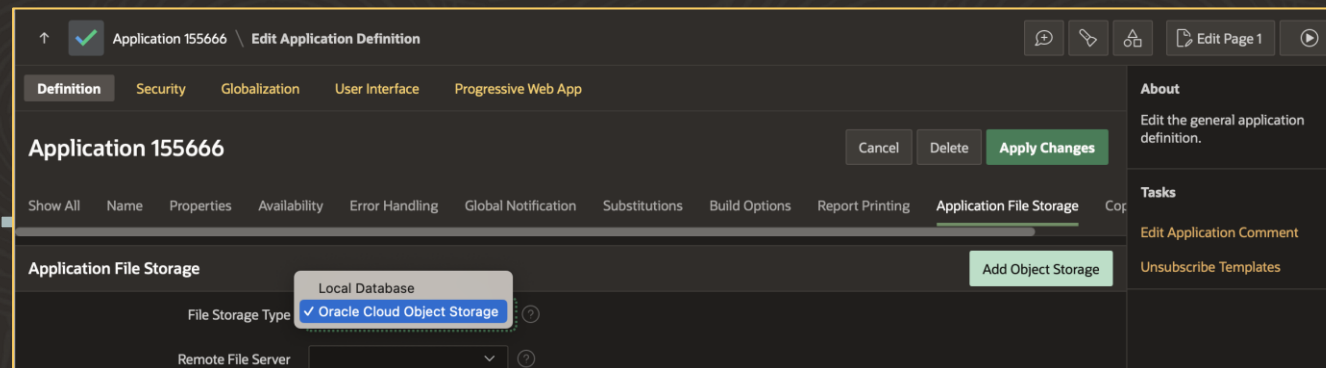 Application 155666 \ Edit Application Definition
Edit Page 1
Definition Security Globalization User Interface Progressive Web App
Application 155666
Cancel Delete Apply Changes
Show All Name Properties Availability Error Handling Global Notification Substitutions Build Options Report Printing Application File Storage
Application File Storage
Add Object Storage
Local Database
File Storage Type ✓ Oracle Cloud Object Storage ?
Remote File Server ?
About
Edit the general application
definition.
Tasks
Edit Application Comment
Unsubscribe Templates